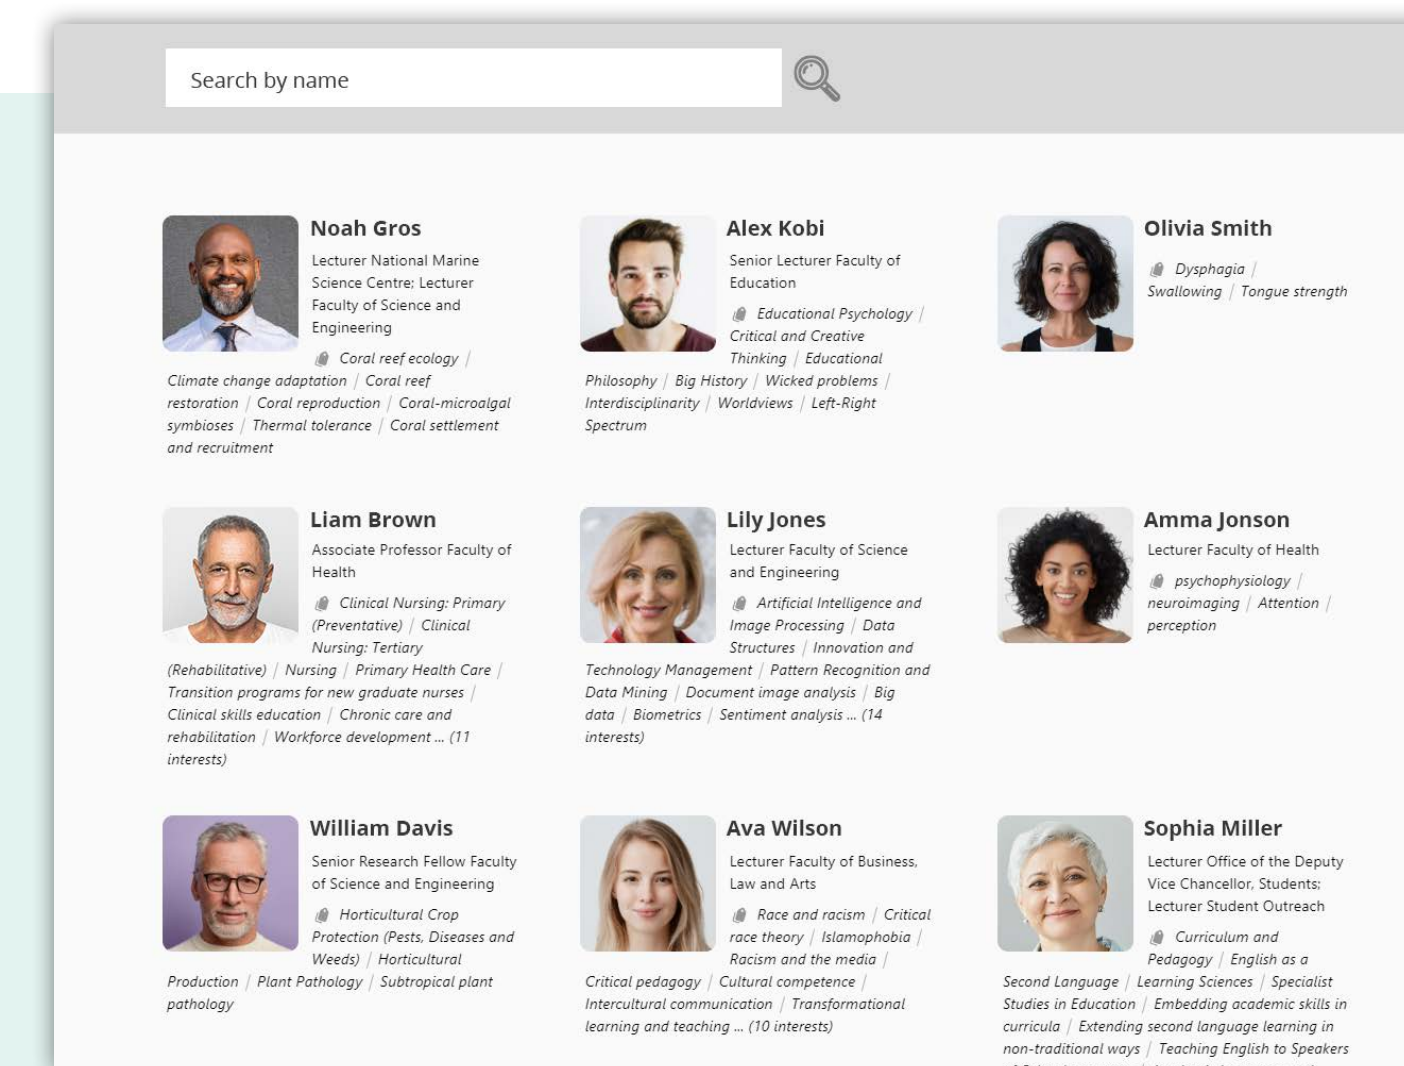 Search by name
Noah Gros
Lecturer National Marine
Science Centre; Lecturer
Faculty of Science and
Engineering
Coral reef ecology |
Climate change adaptation | Coral reef
restoration | Coral reproduction | Coral-microalgal
symbioses | Thermal tolerance | Coral settlement
and recruitment
Alex Kobi
Senior Lecturer Faculty of
Education
Educational Psychology |
Critical and Creative
Thinking | Educational
Philosophy | Big History | Wicked problems |
Interdisciplinarity | Worldviews | Left-Right
Spectrum
Olivia Smith
Dysphagia |
Swallowing | Tongue strength
Liam Brown
Associate Professor Faculty of
Health
Clinical Nursing: Primary
(Preventative) | Clinical
Nursing: Tertiary
(Rehabilitative) | Nursing | Primary Health Care |
Transition programs for new graduate nurses |
Clinical skills education | Chronic care and
rehabilitation | Workforce development ... (11
interests)
Lily Jones
Lecturer Faculty of Science
and Engineering
Artificial Intelligence and
Image Processing | Data
Structures | Innovation and
Technology Management | Pattern Recognition and
Data Mining | Document image analysis | Big
data | Biometrics | Sentiment analysis ... (14
interests)
Amma Jonson
Lecturer Faculty of Health
psychophysiology |
neuroimaging | Attention |
perception
William Davis
Senior Research Fellow Faculty
of Science and Engineering
Horticultural Crop
Protection (Pests, Diseases and
Weeds) | Horticultural
Production | Plant Pathology | Subtropical plant
pathology
Ava Wilson
Lecturer Faculty of Business,
Law and Arts
Race and racism | Critical
race theory | Islamophobia |
Racism and the media |
Critical pedagogy | Cultural competence |
Intercultural communication | Transformational
learning and teaching ... (10 interests)
Sophia Miller
Lecturer Office of the Deputy
Vice Chancellor, Students;
Lecturer Student Outreach
Curriculum and
Pedagogy | English as a
Second Language | Learning Sciences | Specialist
Studies in Education | Embedding academic skills in
curricula | Extending second language learning in
non-traditional ways | Teaching English to Speakers